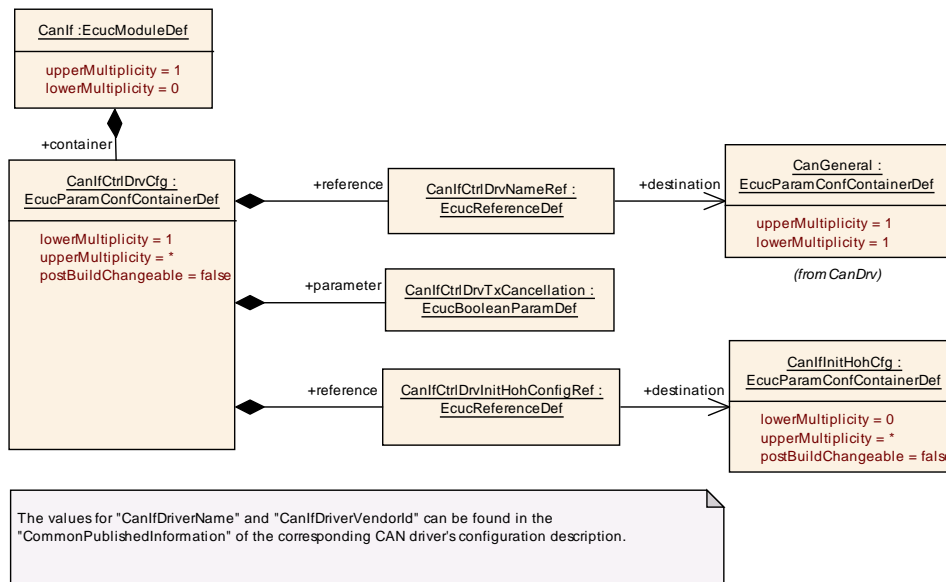 CanIf :EcucModuleDef
upperMultiplicity = 1
lowerMultiplicity = 0
+container
CanIfCtrlDrvCfg :
EcucParamConfContainerDef
lowerMultiplicity = 1
upperMultiplicity = *
postBuildChangeable = false
+reference
CanIfCtrlDrvNameRef :
EcucReferenceDef
+destination
CanGeneral :
EcucParamConfContainerDef
upperMultiplicity = 1
lowerMultiplicity = 1
(from CanDrv)
+parameter
CanIfCtrlDrvTxCancellation :
EcucBooleanParamDef
+reference
CanIfCtrlDrvInitHohConfigRef :
EcucReferenceDef
+destination
CanIfInitHohCfg :
EcucParamConfContainerDef
lowerMultiplicity = 0
upperMultiplicity = *
postBuildChangeable = false
The values for "CanIfDriverName" and "CanIfDriverVendorId" can be found in the
"CommonPublishedInformation" of the corresponding CAN driver's configuration description.